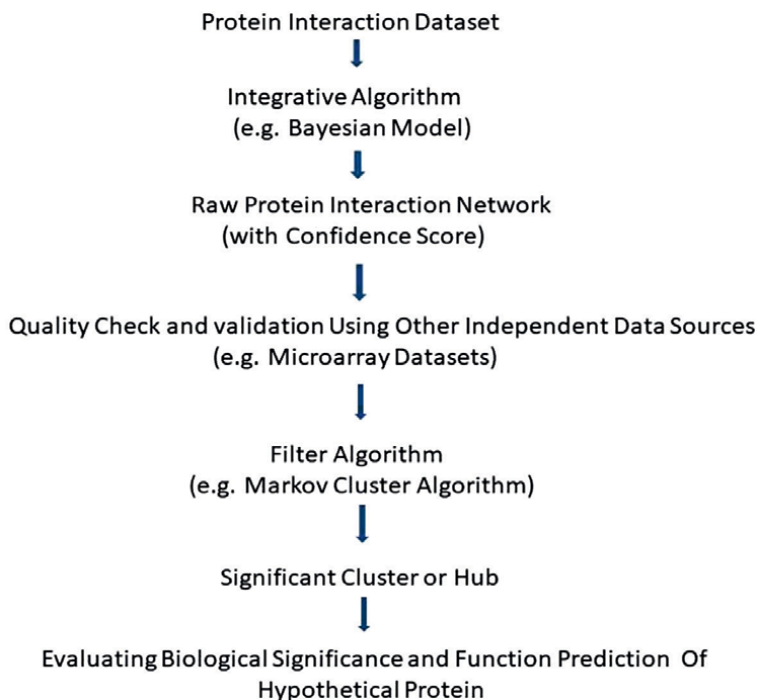 Protein Interaction Dataset
Integrative Algorithm
(e.g. Bayesian Model)
Raw Protein Interaction Network
(with Confidence Score)
Quality Check and validation Using Other Independent Data Sources
(e.g. Microarray Datasets)
Filter Algorithm
(e.g. Markov Cluster Algorithm)
Significant Cluster or Hub
Evaluating Biological Significance and Function Prediction Of
Hypothetical Protein